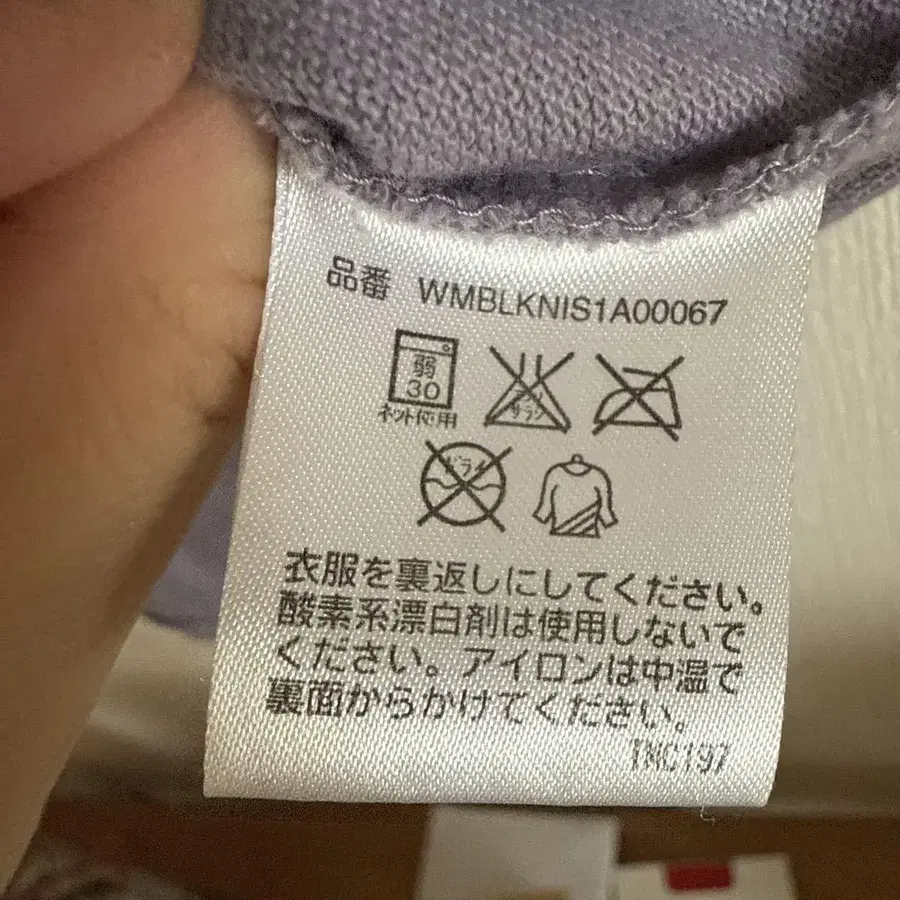 品番 WMBLKNIS1A00067
弱
30
ネット使用
サラシ
ドライ
衣服を裏返しにしてください。
酸素系漂白剤は使用しないで
ください。アイロンは中温で
裏面からかけてください。
TNC197